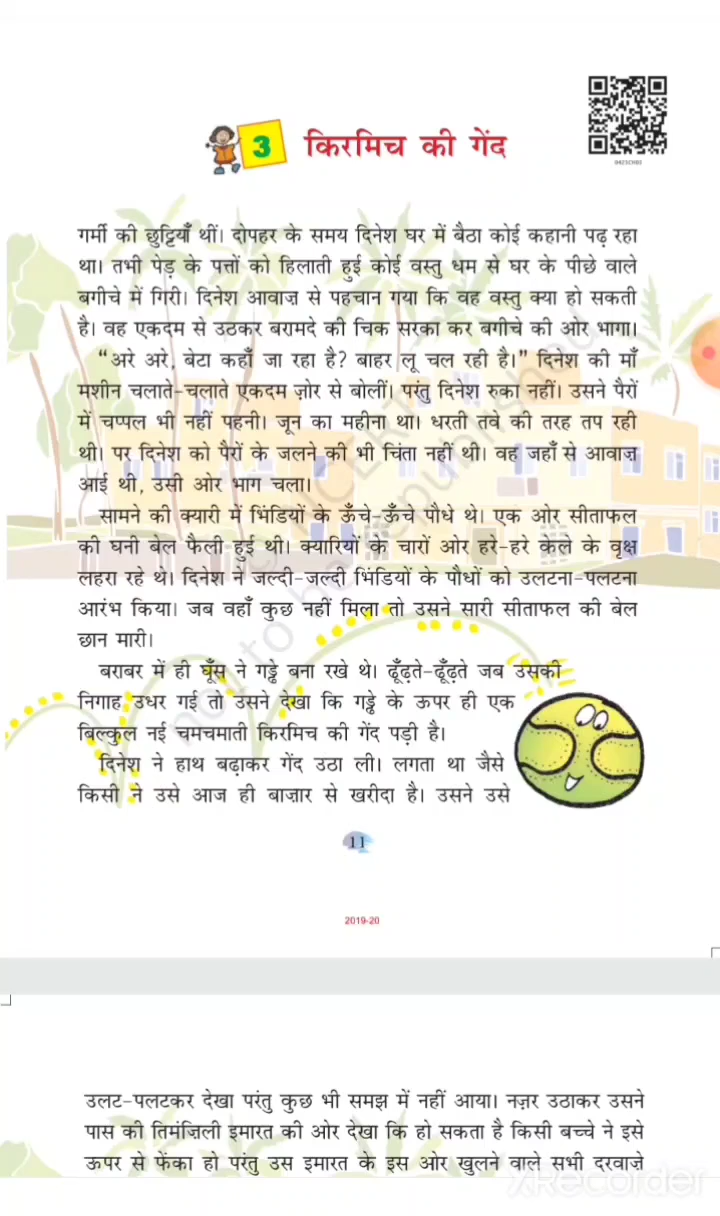 3 किरमिच की गेंद
0421CH03
गर्मी की छुट्टियाँ थीं। दोपहर के समय दिनेश घर में बैठा कोई कहानी पढ़ रहा
था। तभी पेड़ के पत्तों को हिलाती हुई कोई वस्तु धम से घर के पीछे वाले
बगीचे में गिरी। दिनेश आवाज़ से पहचान गया कि वह वस्तु क्या हो सकती
है। वह एकदम से उठकर बरामदे की चिक सरका कर बगीचे की ओर भागा।
“अरे अरे, बेटा कहाँ जा रहा है? बाहर लू चल रही है।” दिनेश की माँ
मशीन चलाते-चलाते एकदम ज़ोर से बोलीं। परंतु दिनेश रुका नहीं। उसने पैरों
में चप्पल भी नहीं पहनी। जून का महीना था। धरती तवे की तरह तप रही
थी। पर दिनेश को पैरों के जलने की भी चिंता नहीं थी। वह जहाँ से आवाज़
आई थी, उसी ओर भाग चला।
सामने की क्यारी में भिंडियों के ऊँचे-ऊँचे पौधे थे। एक ओर सीताफल
की घनी बेल फैली हुई थी। क्यारियों के चारों ओर हरे-हरे केले के वृक्ष
लहरा रहे थे। दिनेश ने जल्दी-जल्दी भिंडियों के पौधों को उलटना-पलटना
आरंभ किया। जब वहाँ कुछ नहीं मिला तो उसने सारी सीताफल की बेल
छान मारी।
बराबर में ही घूँस ने गड्ढे बना रखे थे। ढूँढ़ते-ढूँढ़ते जब उसकी
निगाह उधर गई तो उसने देखा कि गड्ढे के ऊपर ही एक
बिल्कुल नई चमचमाती किरमिच की गेंद पड़ी है।
दिनेश ने हाथ बढ़ाकर गेंद उठा ली। लगता था जैसे
किसी ने उसे आज ही बाज़ार से खरीदा है। उसने उसे
11
2019-20
उलट-पलटकर देखा परंतु कुछ भी समझ में नहीं आया। नज़र उठाकर उसने
पास की तिमंज़िली इमारत की ओर देखा कि हो सकता है किसी बच्चे ने इसे
ऊपर से फेंका हो परंतु उस इमारत के इस ओर खुलने वाले सभी दरवाज़े
XRecorder